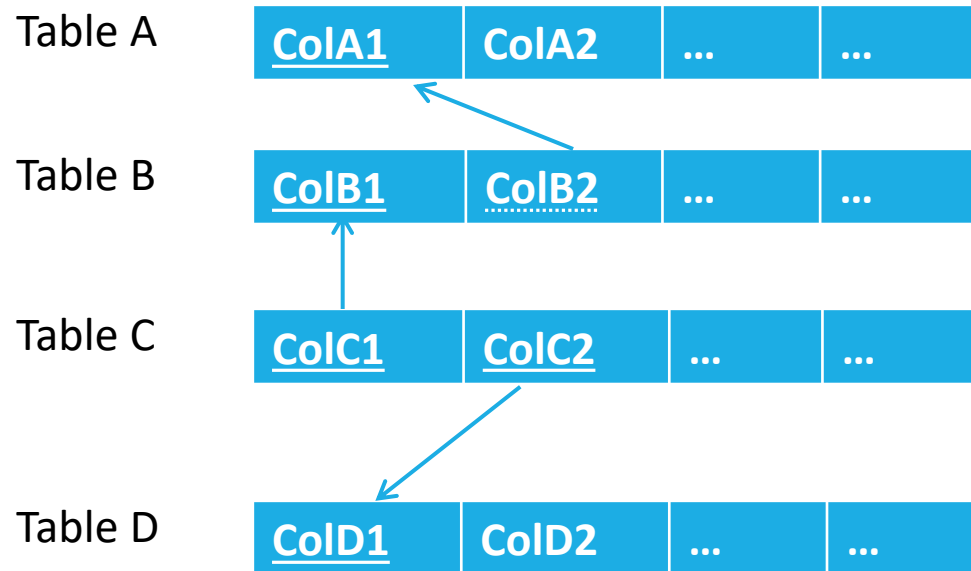 Table A ColA1 ColA2 ... ...
Table B ColB1 ColB2 ... ...
Table C ColC1 ColC2 ... ...
Table D ColD1 ColD2 ... ...